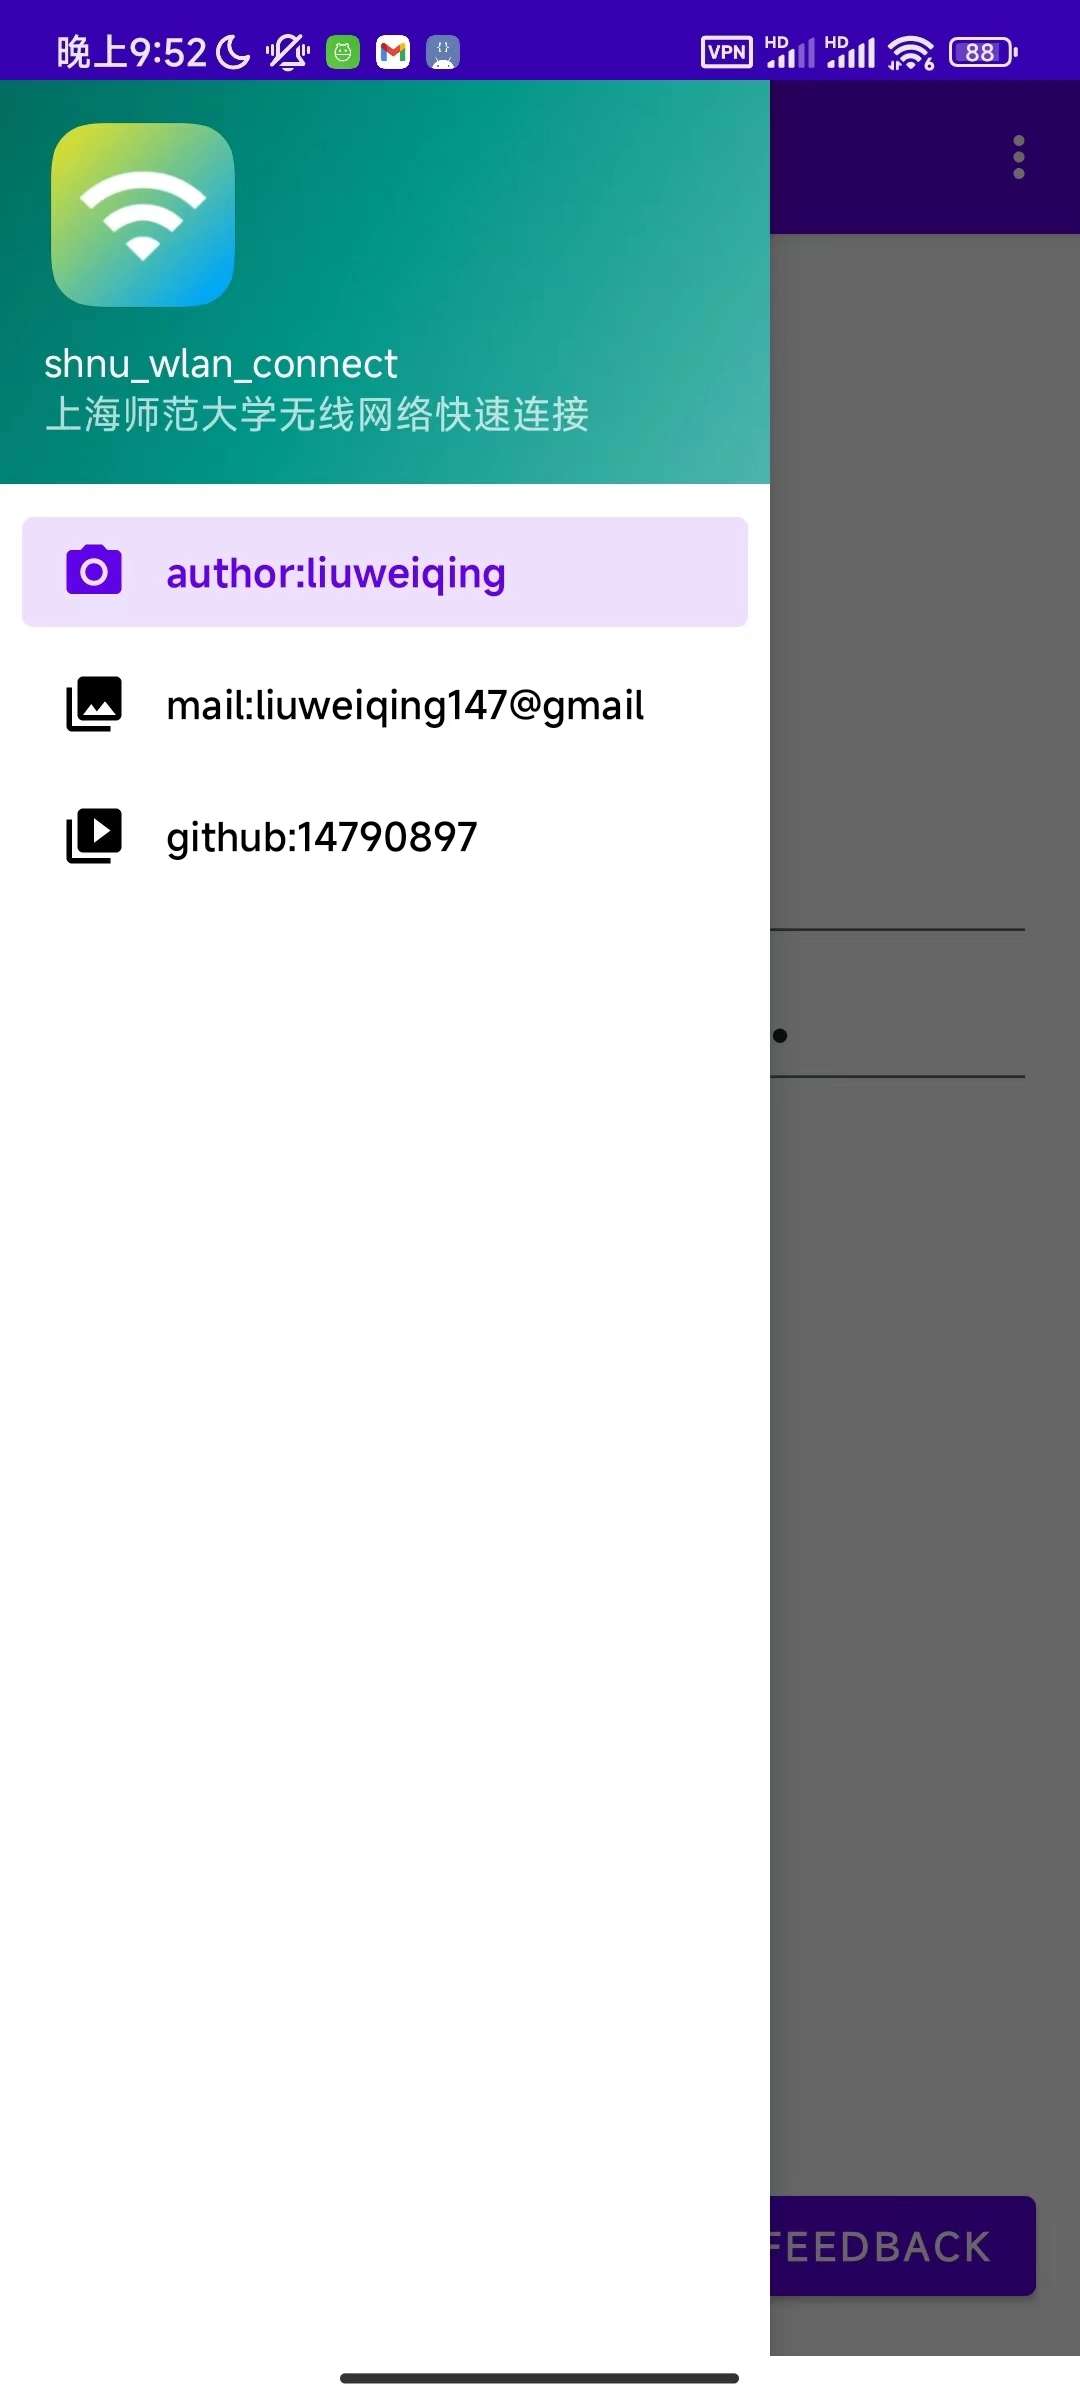 晚上9:52
VPN HD HD 6 88
shnu_wlan_connect
上海师范大学无线网络快速连接
author:liuweiqing
mail:liuweiqing147@gmail
github:14790897
FEEDBACK